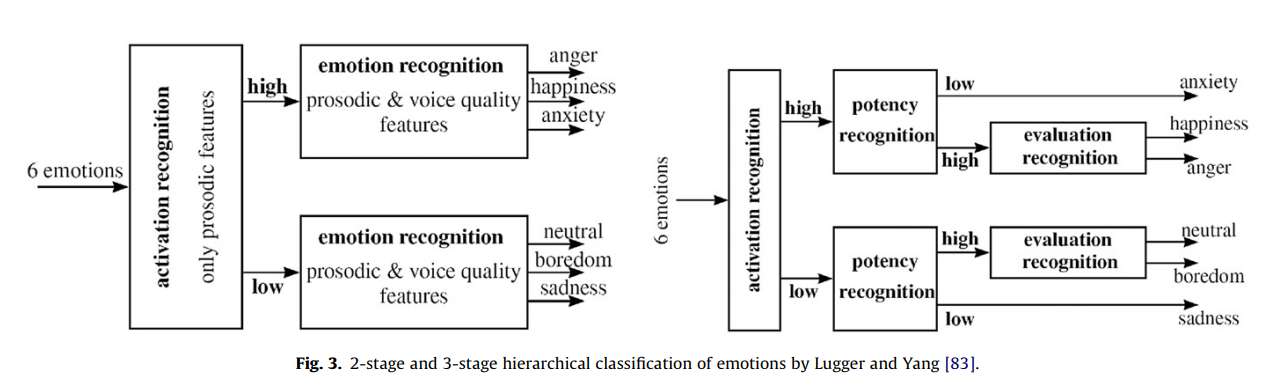 6 emotions
activation recognition
only prosodic features
high
emotion recognition
prosodic & voice quality
features
anger
happiness
anxiety
low
emotion recognition
prosodic & voice quality
features
neutral
boredom
sadness
6 emotions
activation recognition
high
potency
recognition
low
anxiety
high
evaluation
recognition
happiness
anger
low
potency
recognition
high
evaluation
recognition
neutral
boredom
low
sadness
Fig. 3. 2-stage and 3-stage hierarchical classification of emotions by Lugger and Yang [83].